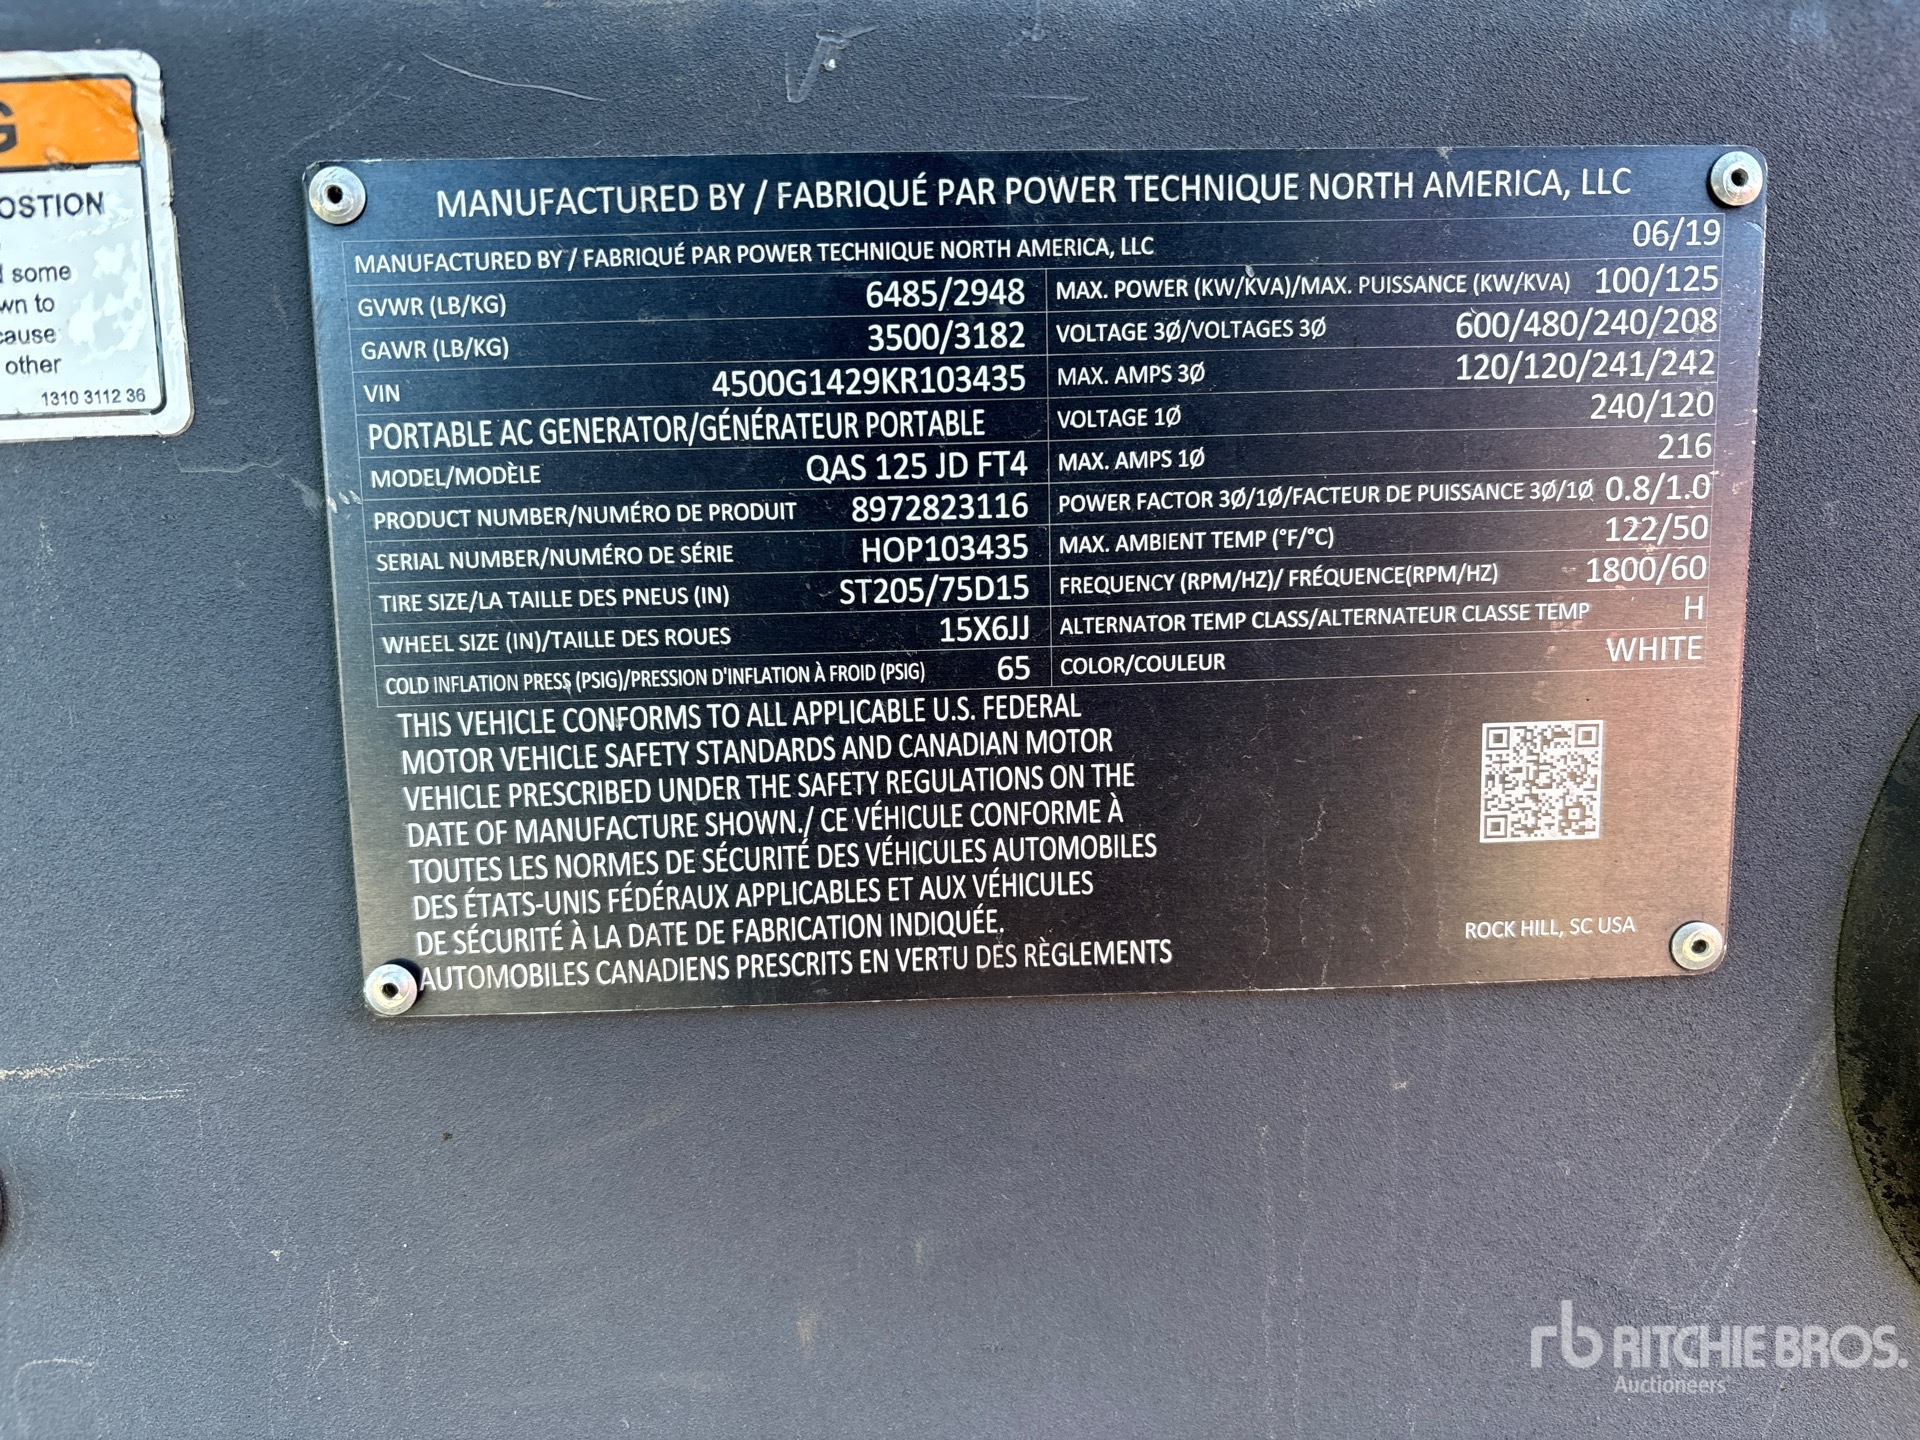 G
OSTION
some
wn to
cause
other
1310 3112 36
MANUFACTURED BY / FABRIQUÉ PAR POWER TECHNIQUE NORTH AMERICA, LLC
MANUFACTURED BY / FABRIQUÉ PAR POWER TECHNIQUE NORTH AMERICA, LLC 06/19
GVWR (LB/KG) 6485/2948
GAWR (LB/KG) 3500/3182
VIN 4500G1429KR103435
PORTABLE AC GENERATOR/GÉNÉRATEUR PORTABLE
MODEL/MODÈLE QAS 125 JD FT4
PRODUCT NUMBER/NUMÉRO DE PRODUIT 8972823116
SERIAL NUMBER/NUMÉRO DE SÉRIE HOP103435
TIRE SIZE/LA TAILLE DES PNEUS (IN) ST205/75D15
WHEEL SIZE (IN)/TAILLE DES ROUES 15X6JJ
COLD INFLATION PRESS (PSIG)/PRESSION D'INFLATION À FROID (PSIG) 65
MAX. POWER (KW/KVA)/MAX. PUISSANCE (KW/KVA) 100/125
VOLTAGE 3Ø/VOLTAGES 3Ø 600/480/240/208
MAX. AMPS 3Ø 120/120/241/242
VOLTAGE 1Ø 240/120
MAX. AMPS 1Ø 216
POWER FACTOR 3Ø/1Ø/FACTEUR DE PUISSANCE 3Ø/1Ø 0.8/1.0
MAX. AMBIENT TEMP (°F/°C) 122/50
FREQUENCY (RPM/HZ)/ FRÉQUENCE(RPM/HZ) 1800/60
ALTERNATOR TEMP CLASS/ALTERNATEUR CLASSE TEMP H
COLOR/COULEUR WHITE
THIS VEHICLE CONFORMS TO ALL APPLICABLE U.S. FEDERAL
MOTOR VEHICLE SAFETY STANDARDS AND CANADIAN MOTOR
VEHICLE PRESCRIBED UNDER THE SAFETY REGULATIONS ON THE
DATE OF MANUFACTURE SHOWN./ CE VÉHICULE CONFORME À
TOUTES LES NORMES DE SÉCURITÉ DES VÉHICULES AUTOMOBILES
DES ÉTATS-UNIS FÉDÉRAUX APPLICABLES ET AUX VÉHICULES
DE SÉCURITÉ À LA DATE DE FABRICATION INDIQUÉE.
AUTOMOBILES CANADIENS PRESCRITS EN VERTU DES RÈGLEMENTS
ROCK HILL, SC USA
rb RITCHIE BROS.
Auctioneers